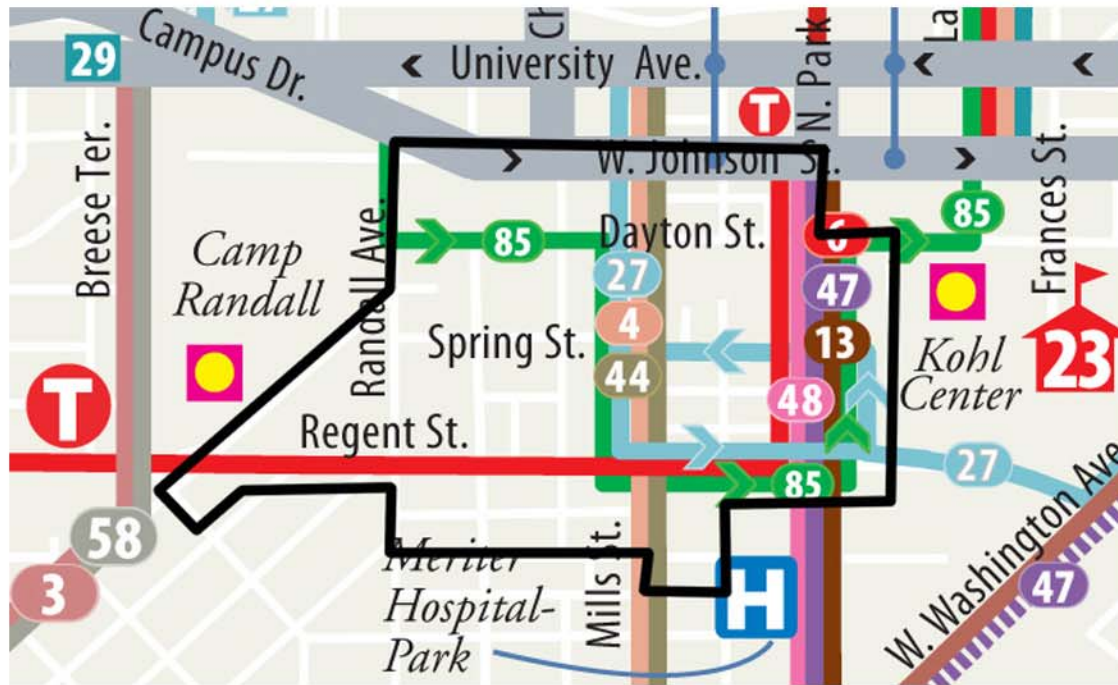 Campus Dr.
Ch
N. Park
La
29
University Ave.
T
W. Johnson St.
Frances St.
Breese Ter.
Randall Ave.
85
Dayton St.
6
85
Camp
Randall
27
47
4
13
Spring St.
44
Kohl
Center
23
T
48
Regent St.
27
85
58
3
Mills St.
Meriter
Hospital-
Park
H
W. Washington Ave
47